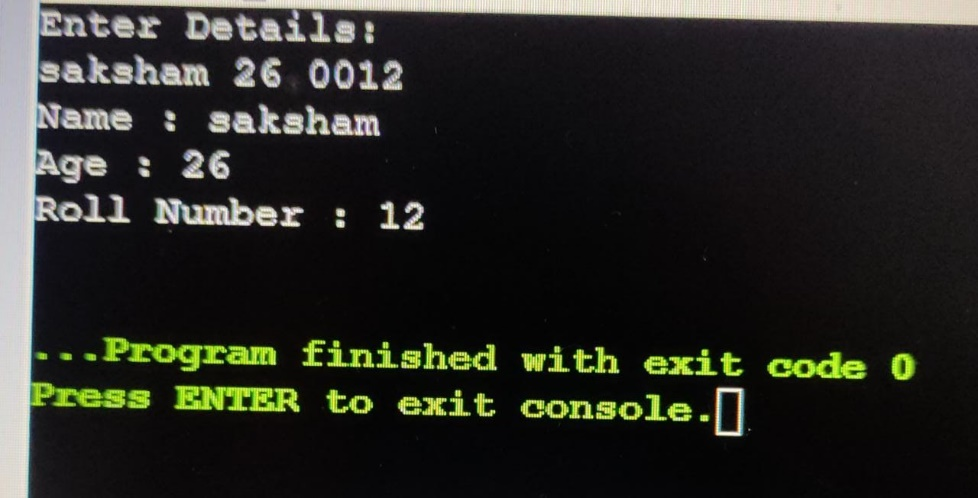 Enter Details:
saksham 26 0012
Name : saksham
Age : 26
Roll Number : 12
...Program finished with exit code 0
Press ENTER to exit console.